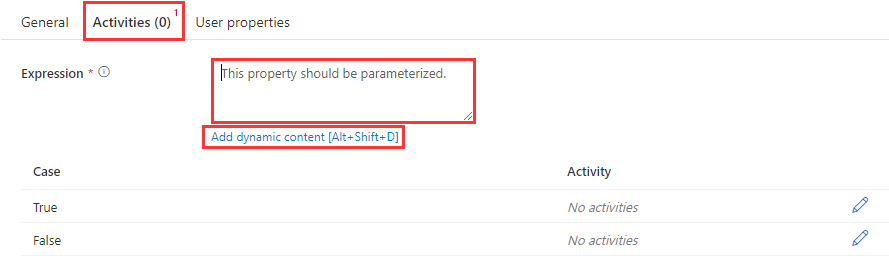 General Activities (0) 1 User properties
Expression *
This property should be parameterized.
Add dynamic content [Alt+Shift+D]
Case Activity
True No activities
False No activities